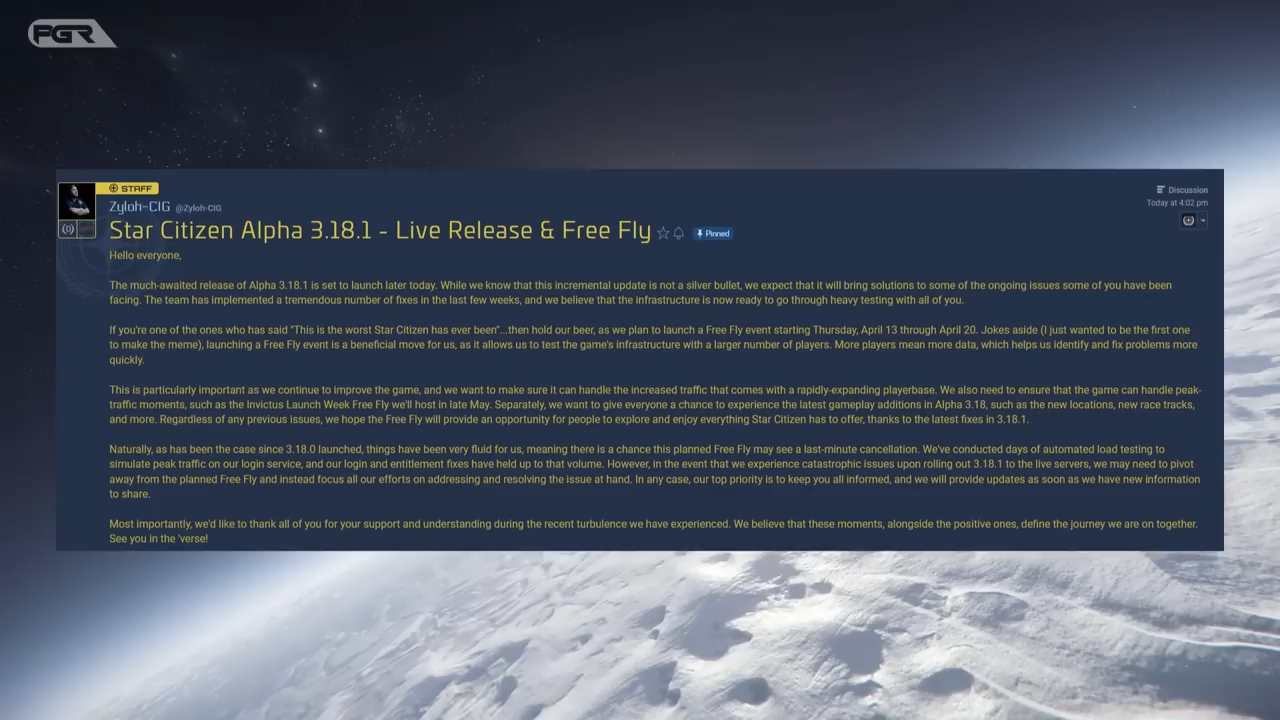 PGR
STAFF
Zyloh-CIG @Zyloh-CIG
Discussion
Today at 4:02 pm
Star Citizen Alpha 3.18.1 - Live Release & Free Fly
Pinned
Hello everyone,
The much-awaited release of Alpha 3.18.1 is set to launch later today. While we know that this incremental update is not a silver bullet, we expect that it will bring solutions to some of the ongoing issues some of you have been
facing. The team has implemented a tremendous number of fixes in the last few weeks, and we believe that the infrastructure is now ready to go through heavy testing with all of you.
If you're one of the ones who has said "This is the worst Star Citizen has ever been"...then hold our beer, as we plan to launch a Free Fly event starting Thursday, April 13 through April 20. Jokes aside (I just wanted to be the first one
to make the meme), launching a Free Fly event is a beneficial move for us, as it allows us to test the game's infrastructure with a larger number of players. More players mean more data, which helps us identify and fix problems more
quickly.
This is particularly important as we continue to improve the game, and we want to make sure it can handle the increased traffic that comes with a rapidly-expanding playerbase. We also need to ensure that the game can handle peak-
traffic moments, such as the Invictus Launch Week Free Fly we'll host in late May. Separately, we want to give everyone a chance to experience the latest gameplay additions in Alpha 3.18, such as the new locations, new race tracks,
and more. Regardless of any previous issues, we hope the Free Fly will provide an opportunity for people to explore and enjoy everything Star Citizen has to offer, thanks to the latest fixes in 3.18.1.
Naturally, as has been the case since 3.18.0 launched, things have been very fluid for us, meaning there is a chance this planned Free Fly may see a last-minute cancellation. We've conducted days of automated load testing to
simulate peak traffic on our login service, and our login and entitlement fixes have held up to that volume. However, in the event that we experience catastrophic issues upon rolling out 3.18.1 to the live servers, we may need to pivot
away from the planned Free Fly and instead focus all our efforts on addressing and resolving the issue at hand. In any case, our top priority is to keep you all informed, and we will provide updates as soon as we have new information
to share.
Most importantly, we'd like to thank all of you for your support and understanding during the recent turbulence we have experienced. We believe that these moments, alongside the positive ones, define the journey we are on together.
See you in the 'verse!